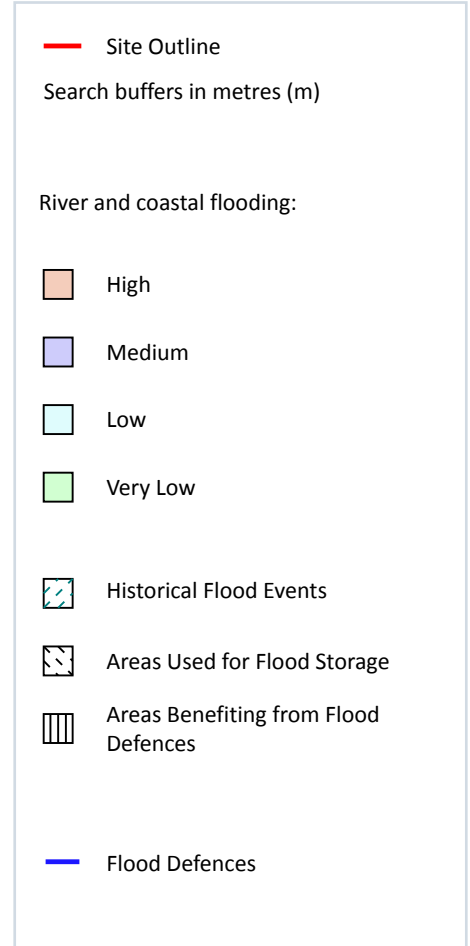 Site Outline
Search buffers in metres (m)
River and coastal flooding:
High
Medium
Low
Very Low
Historical Flood Events
Areas Used for Flood Storage
Areas Benefiting from Flood
Defences
Flood Defences